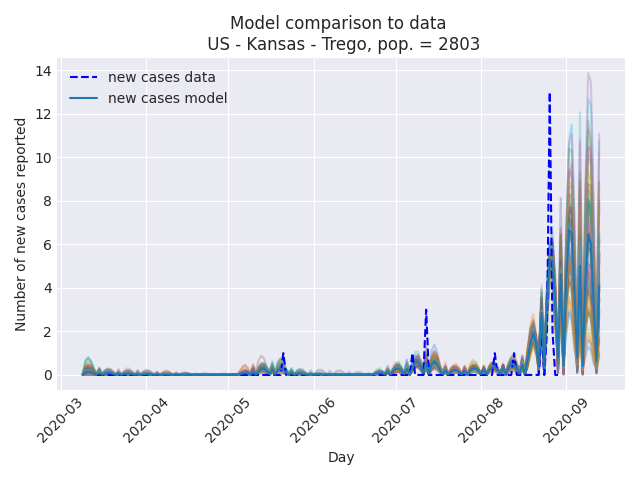 Model comparison to data
US - Kansas - Trego, pop. = 2803
new cases data
new cases model
Number of new cases reported
14
12
10
8
6
4
2
0
2020-03
2020-04
2020-05
2020-06
2020-07
2020-08
2020-09
Day